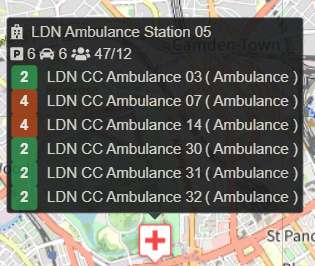 LDN Ambulance Station 05
P 6 6 47/12
2 LDN CC Ambulance 03 ( Ambulance )
4 LDN CC Ambulance 07 ( Ambulance )
4 LDN CC Ambulance 14 ( Ambulance )
2 LDN CC Ambulance 30 ( Ambulance )
2 LDN CC Ambulance 31 ( Ambulance )
2 LDN CC Ambulance 32 ( Ambulance )
Camden Town
St Pan